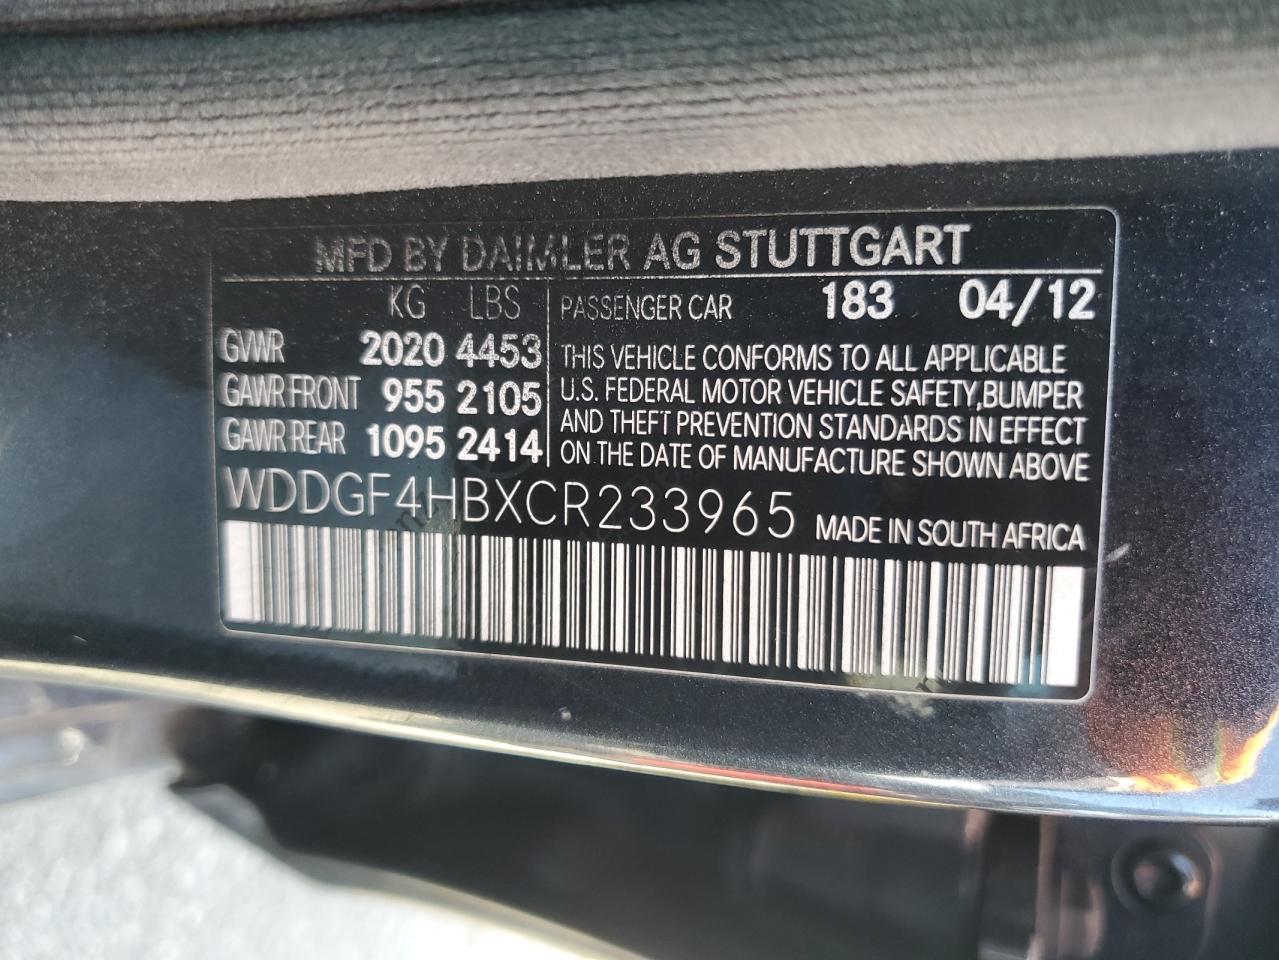 MFD BY DAIMLER AG STUTTGART
KG LBS
GVWR 2020 4453
GAWR FRONT 955 2105
GAWR REAR 1095 2414
PASSENGER CAR 183 04/12
THIS VEHICLE CONFORMS TO ALL APPLICABLE
U.S. FEDERAL MOTOR VEHICLE SAFETY,BUMPER
AND THEFT PREVENTION STANDARDS IN EFFECT
ON THE DATE OF MANUFACTURE SHOWN ABOVE
WDDGF4HBXCR233965 MADE IN SOUTH AFRICA